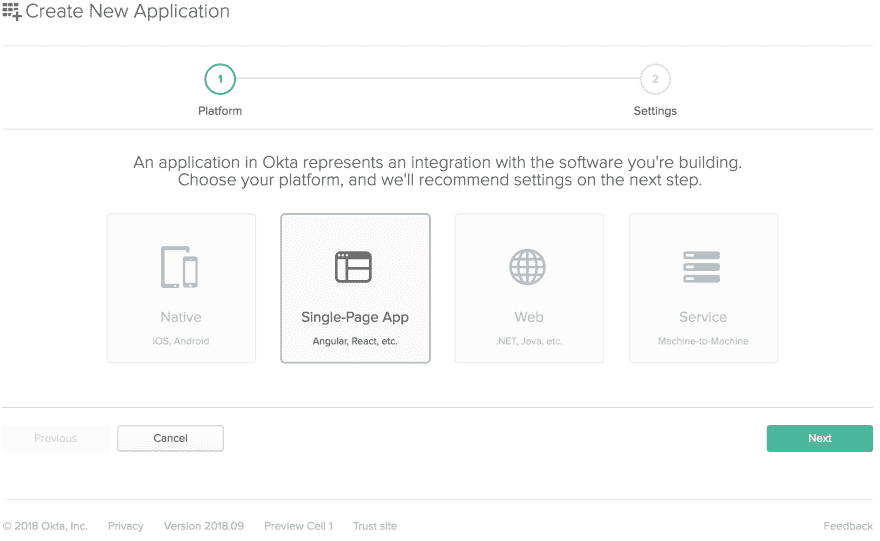 Create New Application
1
2
Platform
Settings
An application in Okta represents an integration with the software you're building.
Choose your platform, and we'll recommend settings on the next step.
Native
Single-Page App
Web
Service
iOS, Android
Angular, React, etc.
.NET, Java, etc.
Machine-to-Machine
Previous
Cancel
Next
© 2018 Okta, Inc.
Privacy
Version 2018.09
Preview Cell 1
Trust site
Feedback